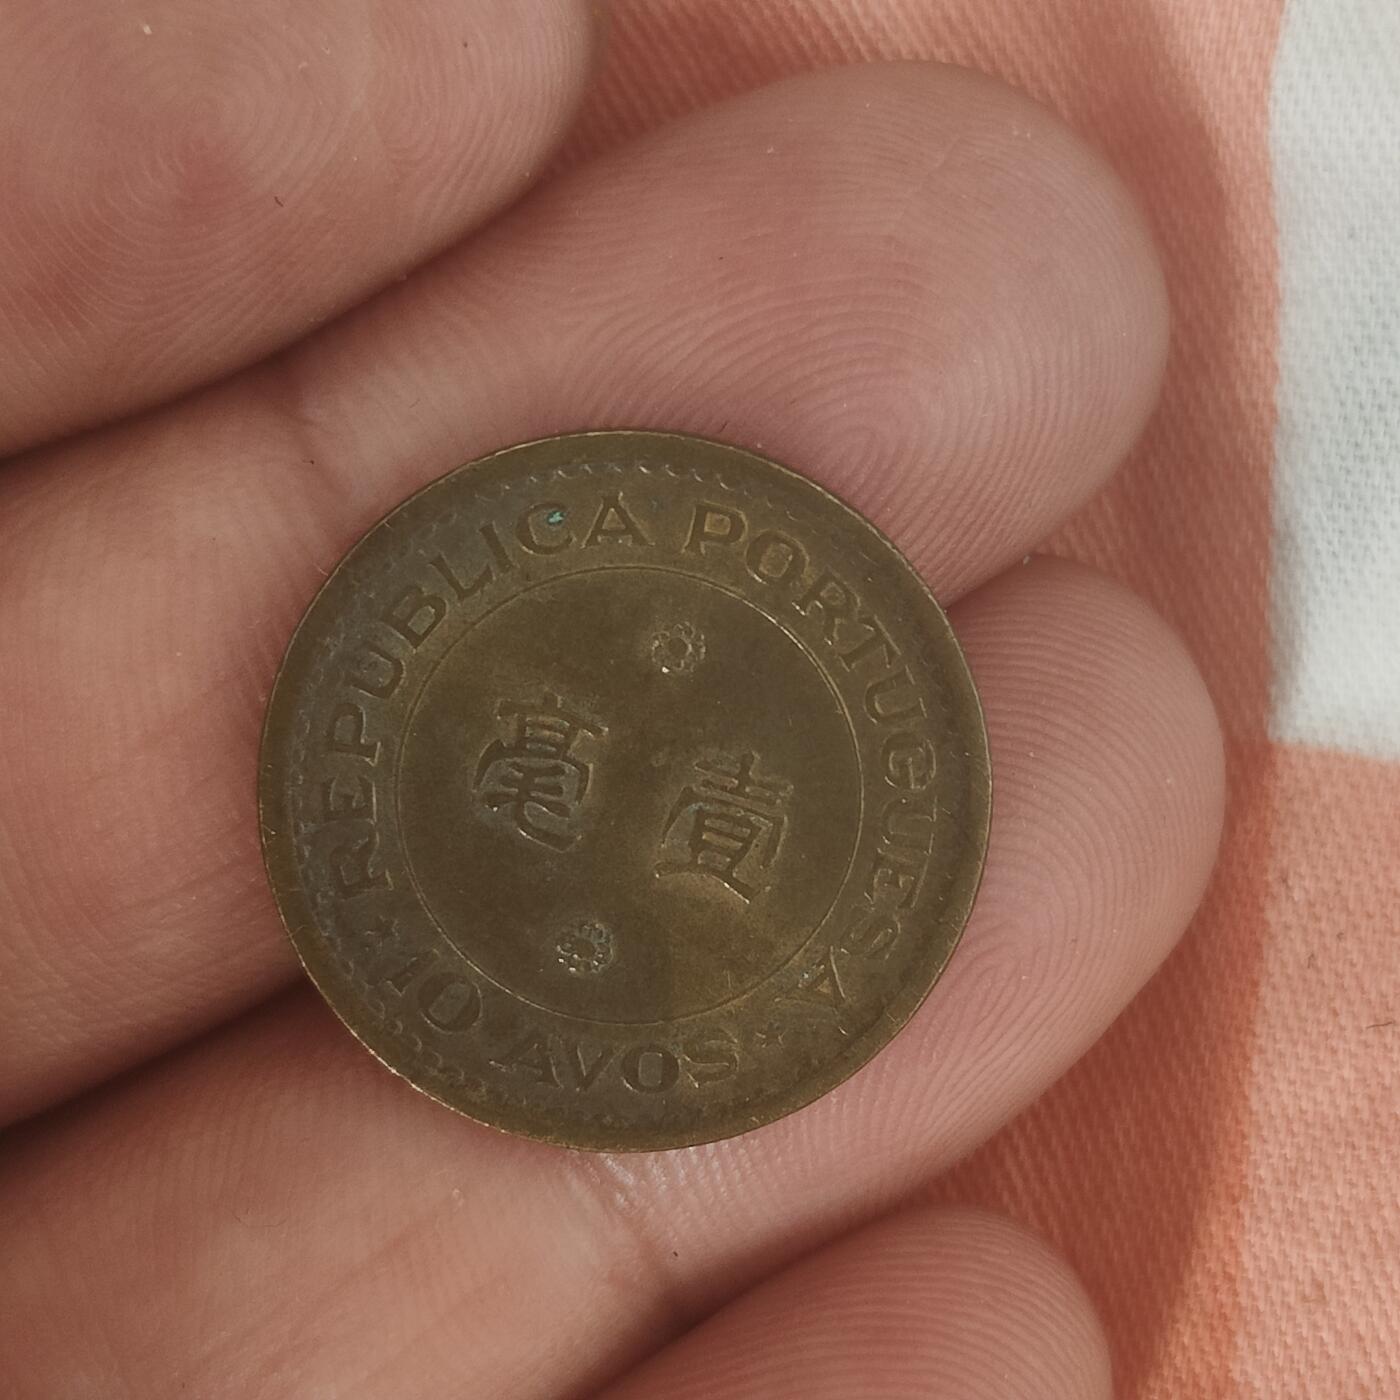 REPUBLICA PORTUGUESA
毫壹
* 10 AVOS *